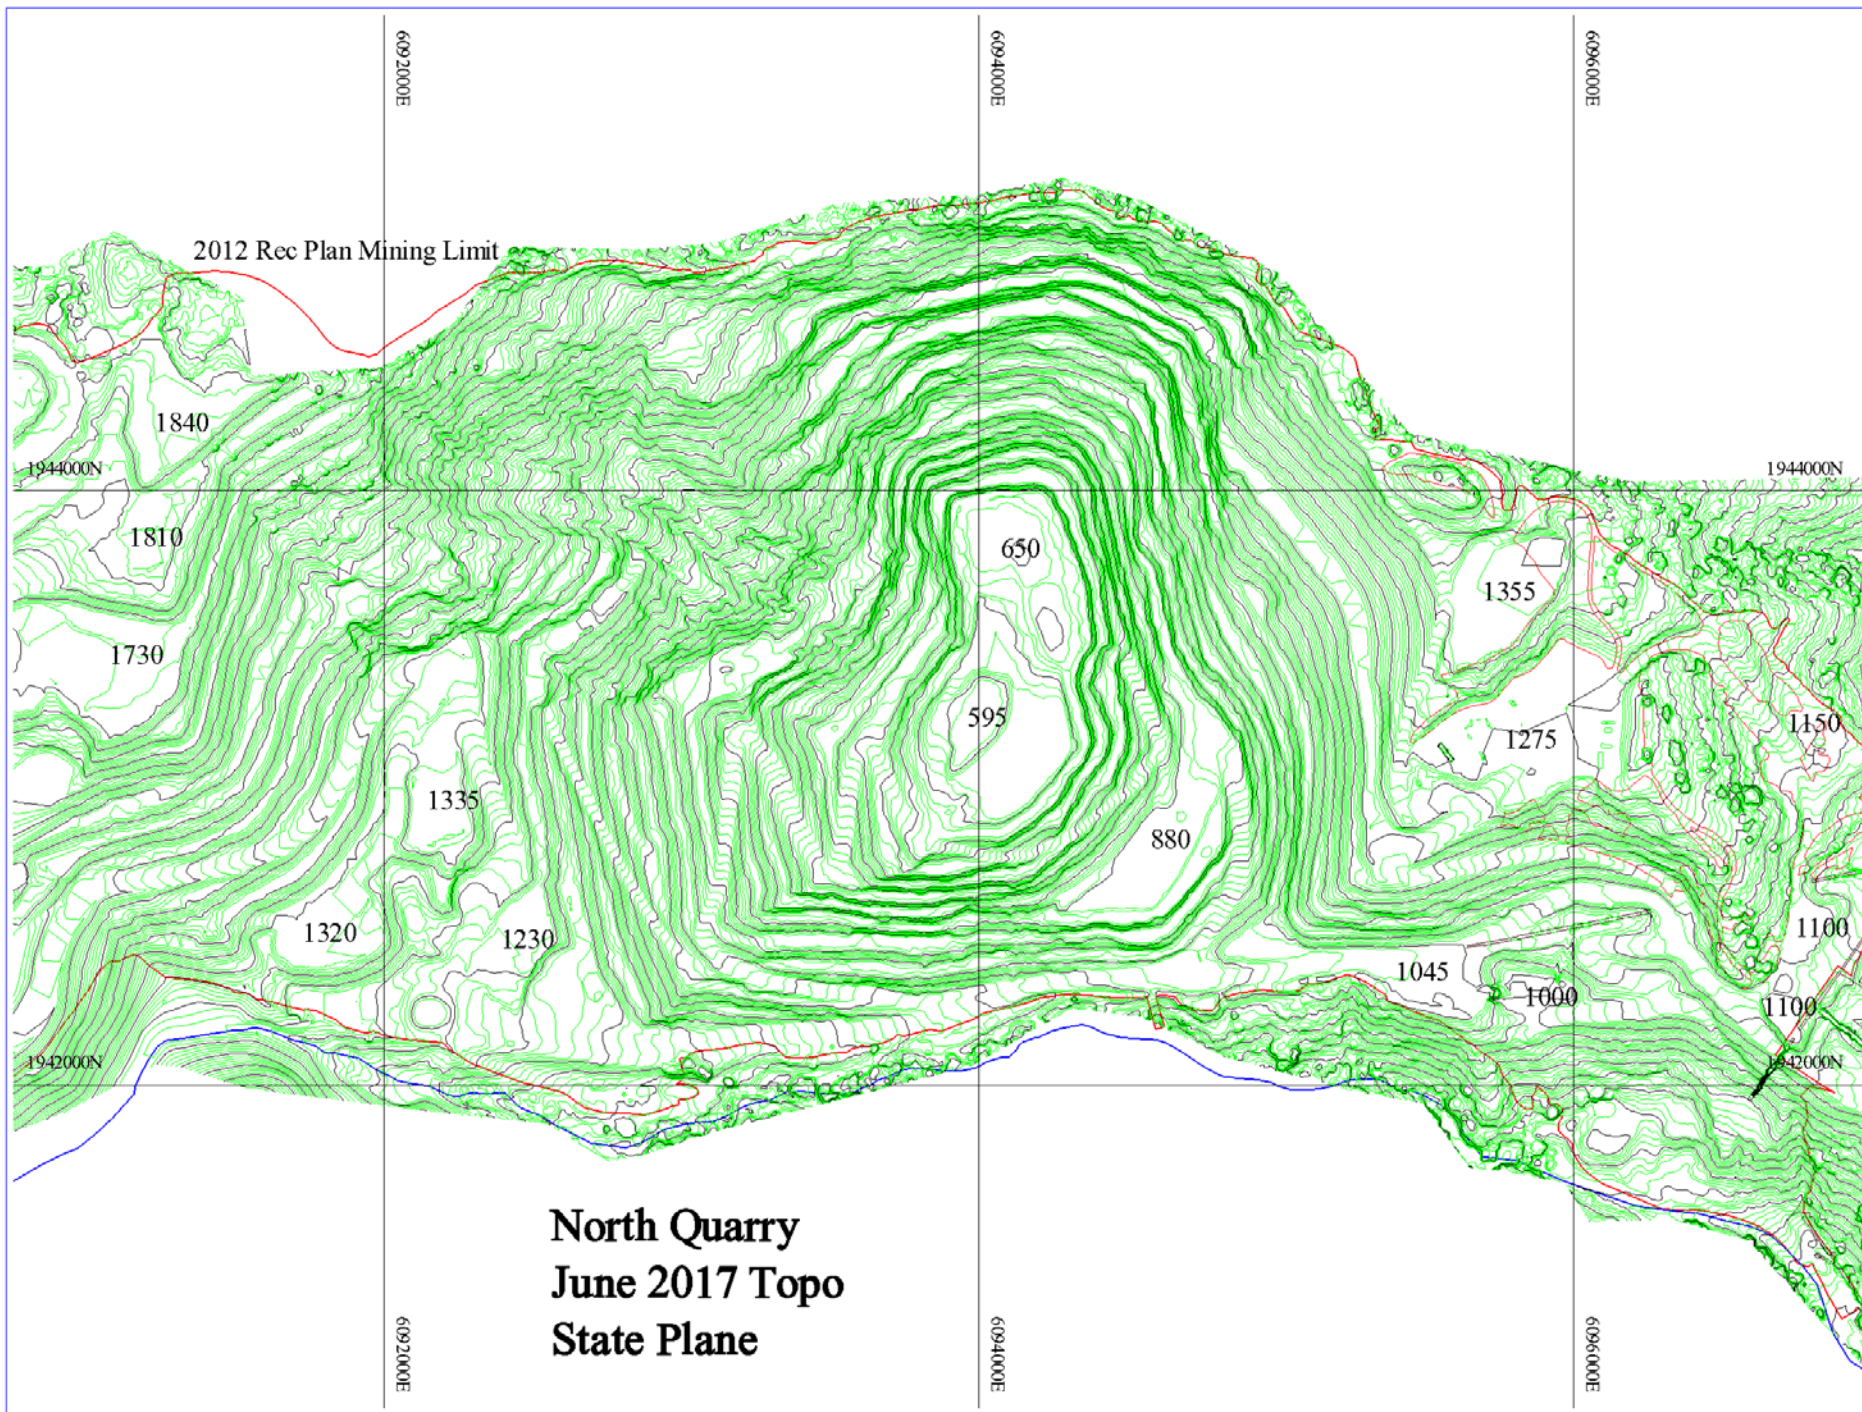 6092000E
6094000E
6096000E
2012 Rec Plan Mining Limit
1840
1944000N
1944000N
1810
650
1355
1730
595
1150
1275
1335
880
1320
1230
1100
1045
1000
1100
1942000N
1942000N
North Quarry
June 2017 Topo
State Plane
6092000E
6094000E
6096000E